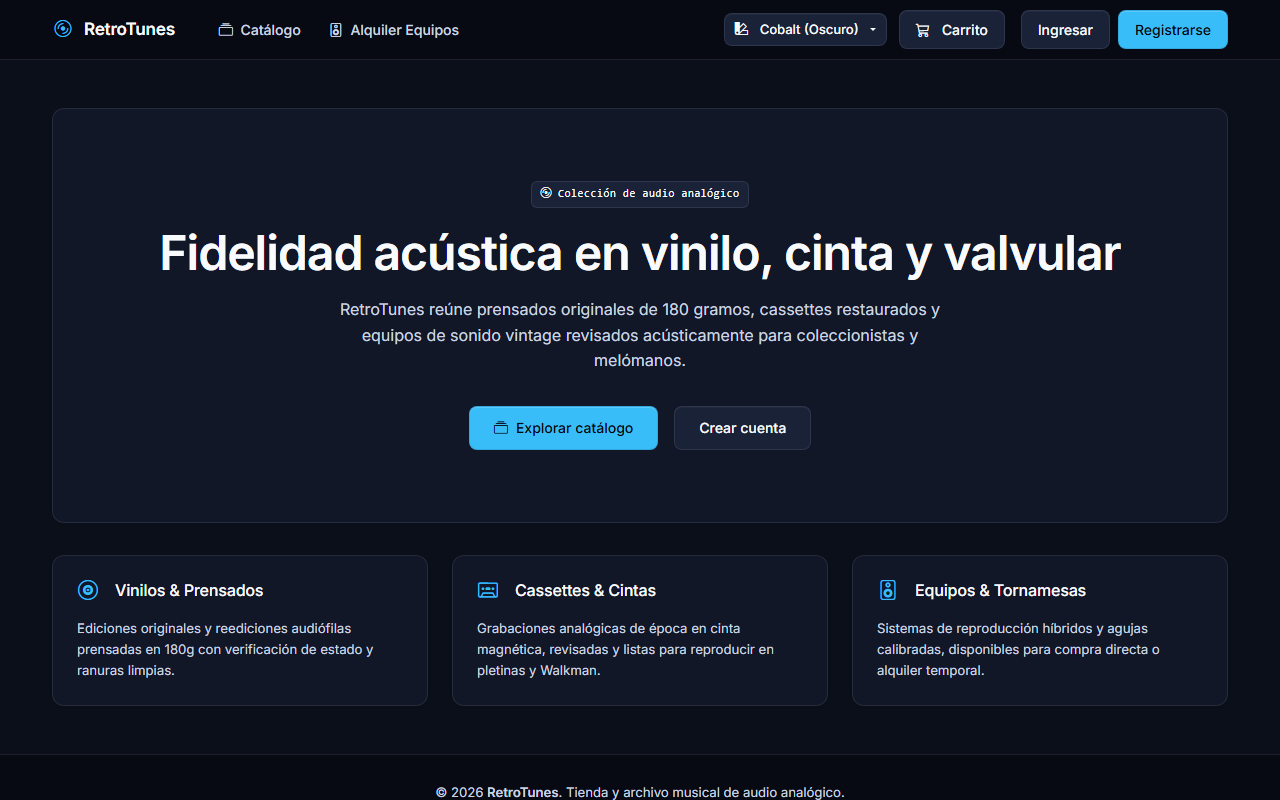 RetroTunes
Catálogo
Alquiler Equipos
Cobalt (Oscuro)
Carrito
Ingresar
Registrarse
Colección de audio analógico
Fidelidad acústica en vinilo, cinta y valvular
RetroTunes reúne prensados originales de 180 gramos, cassettes restaurados y
equipos de sonido vintage revisados acústicamente para coleccionistas y
melómanos.
Explorar catálogo
Crear cuenta
Vinilos & Prensados
Ediciones originales y reediciones audiófilas
prensadas en 180g con verificación de estado y
ranuras limpias.
Cassettes & Cintas
Grabaciones analógicas de época en cinta
magnética, revisadas y listas para reproducir en
pletinas y Walkman.
Equipos & Tornamesas
Sistemas de reproducción híbridos y agujas
calibradas, disponibles para compra directa o
alquiler temporal.
© 2026 RetroTunes. Tienda y archivo musical de audio analógico.